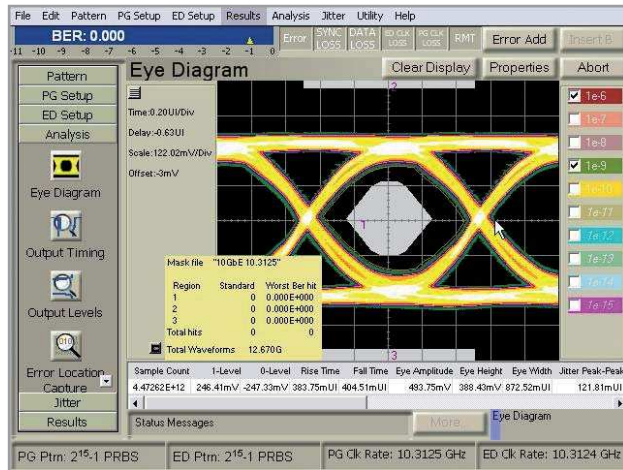 File Edit Pattern PG Setup ED Setup Results Analysis Jitter Utility Help
BER: 0.000
-11 -10 -9 -8 -7 -6 -5 -4 -3 -2 -1 0
Error SYNC LOSS DATA LOSS ED CLK LOSS PG CLK LOSS RMT Error Add Insert B
Pattern
PG Setup
ED Setup
Analysis
Eye Diagram
Output Timing
Output Levels
Error Location
Capture
Jitter
Results
Eye Diagram Clear Display Properties Abort
Time:0.20UI/Div
Delay:-0.63UI
Scale:122.02mV/Div
Offset:-3mV
2
1
3
1e-6
1e-7
1e-8
1e-9
1e-10
1e-11
1e-12
1e-13
1e-14
1e-15
Mask file "10GbE 10.3125"
Region Standard Worst Ber hit
1 0 0.000E+000
2 0 0.000E+000
3 0 0.000E+000
Total hits 0 0
Total Waveforms 12.670G
Sample Count 1-Level 0-Level Rise Time Fall Time Eye Amplitude Eye Height Eye Width Jitter Peak-Peak
4.47262E+12 246.41mV -247.33mV 383.75mUI 404.51mUI 493.75mV 388.43mV 872.52mUI 121.81mUI
Status Messages More... Eye Diagram
PG Ptrn: 2^15-1 PRBS ED Ptrn: 2^15-1 PRBS PG Clk Rate: 10.3125 GHz ED Clk Rate: 10.3124 GHz